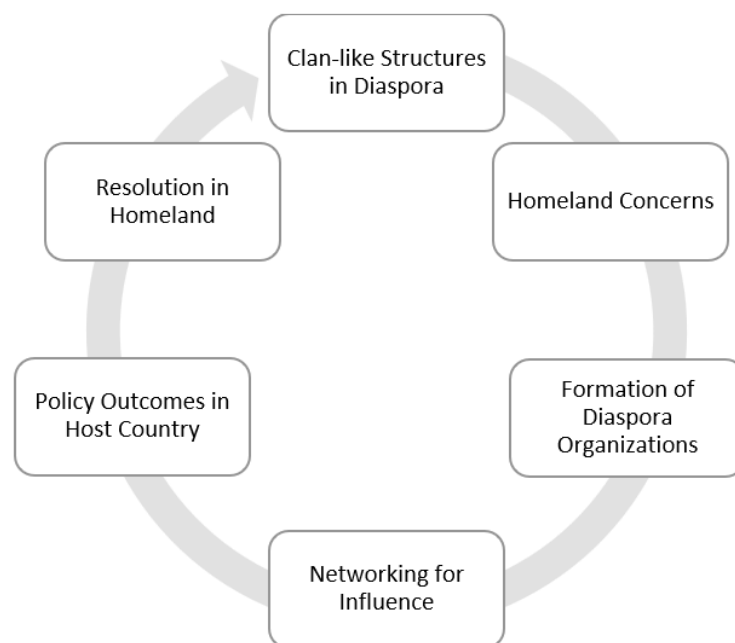 Clan-like Structures
in Diaspora
Homeland Concerns
Formation of
Diaspora
Organizations
Networking for
Influence
Policy Outcomes in
Host Country
Resolution in
Homeland